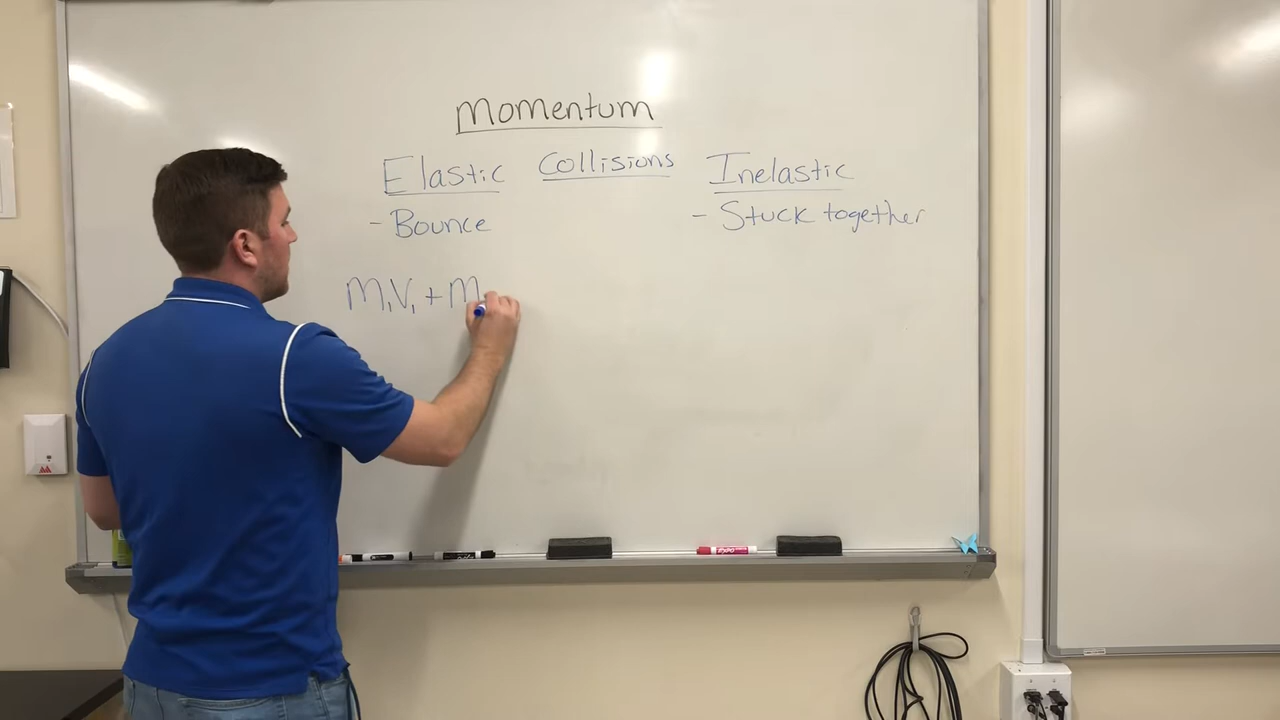 Momentum
Elastic Collisions Inelastic
- Bounce - Stuck together
M₁V₁ + M